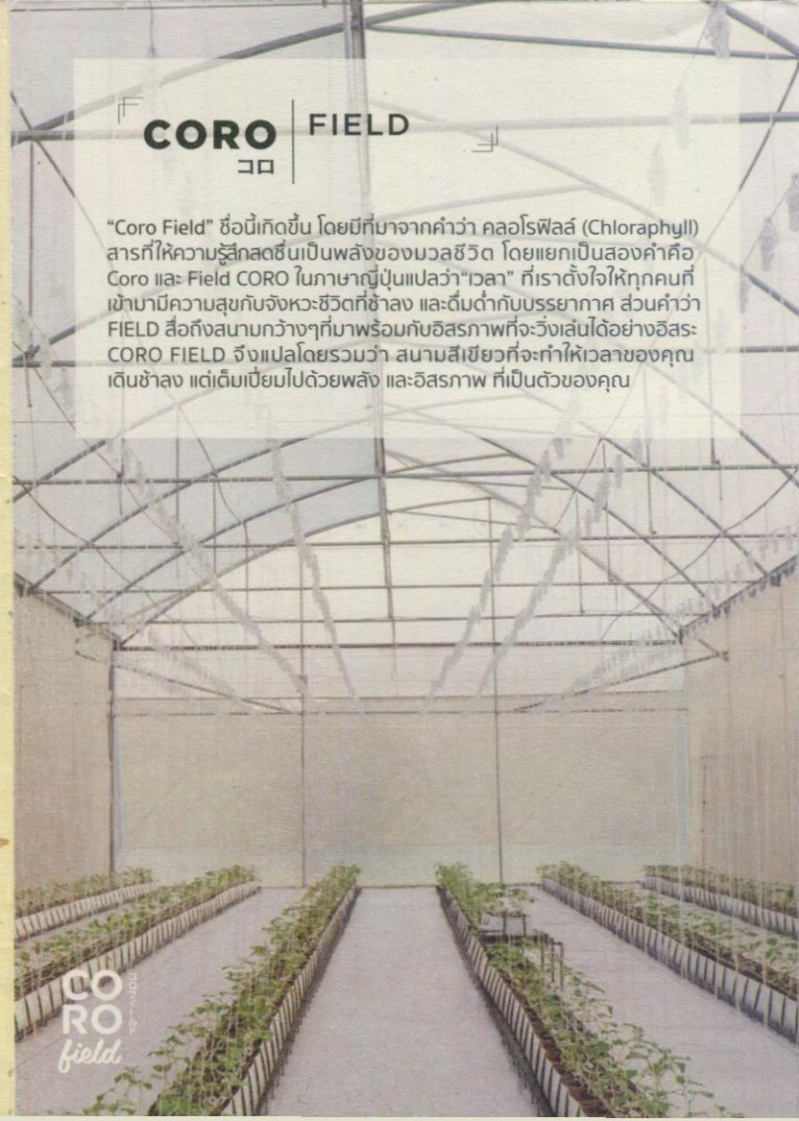 CORO | FIELD
コロ
“Coro Field” ชื่อนี้เกิดขึ้น โดยมีที่มาจากคำว่า คลอโรฟิลล์ (Chloraphyll)
สารที่ให้ความรู้สึกสดชื่นเป็นพลังของมวลชีวิต โดยแยกเป็นสองคำคือ
Coro และ Field CORO ในภาษาญี่ปุ่นแปลว่า“เวลา” ที่เราตั้งใจให้ทุกคนที่
เข้ามามีความสุขกับจังหวะชีวิตที่ช้าลง และดื่มด่ำกับบรรยากาศ ส่วนคำว่า
FIELD สื่อถึงสนามกว้างๆที่มาพร้อมกับอิสรภาพที่จะวิ่งเล่นได้อย่างอิสระ
CORO FIELD จึงแปลโดยรวมว่า สนามสีเขียวที่จะทำให้เวลาของคุณ
เดินช้าลง แต่เต็มเปี่ยมไปด้วยพลัง และอิสรภาพ ที่เป็นตัวของคุณ
CO
RO
field